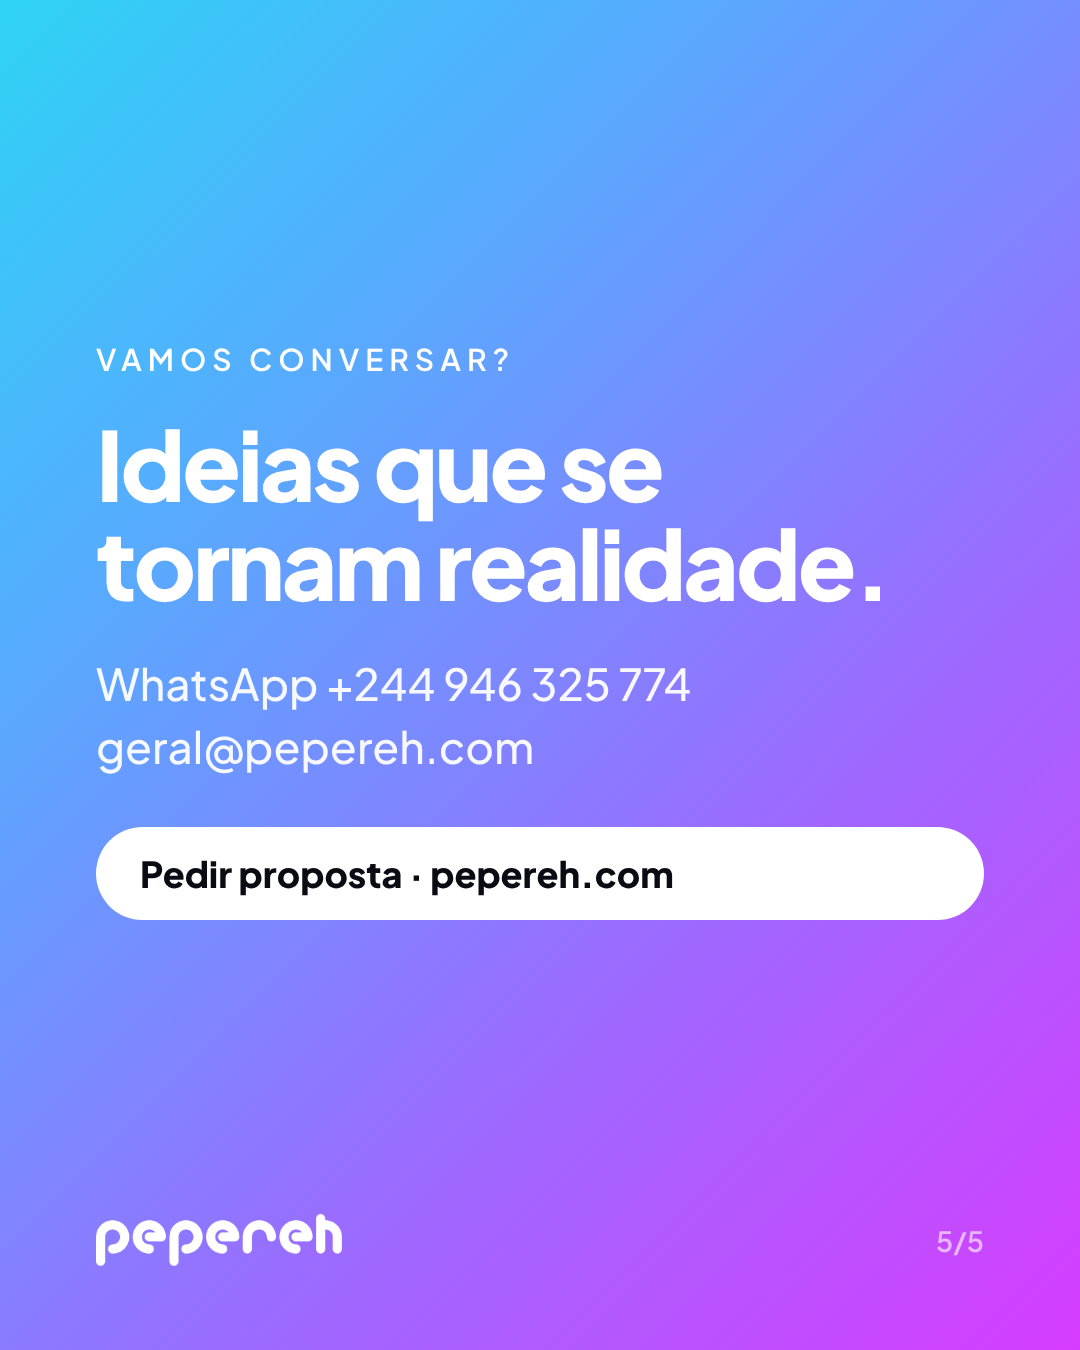 VAMOS CONVERSAR?
Ideias que se
tornam realidade.
WhatsApp +244 946 325 774
geral@pepereh.com
Pedir proposta · pepereh.com
pepereh
5/5